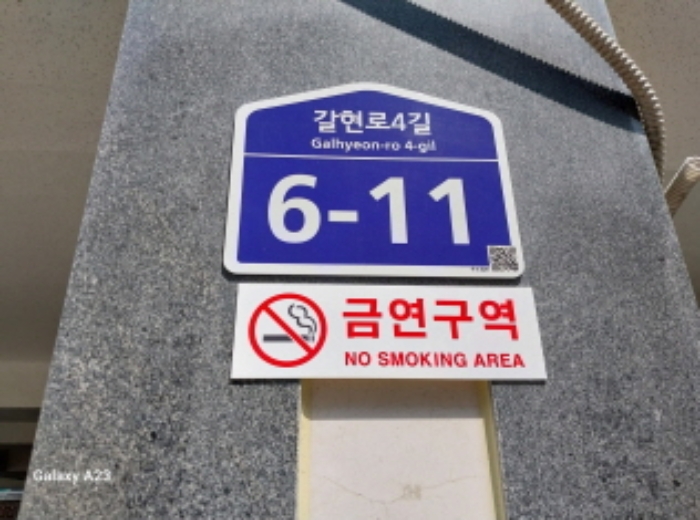 갈현로4길
Galhyeon-ro 4-gil
6-11
금연구역
NO SMOKING AREA
Galaxy A23